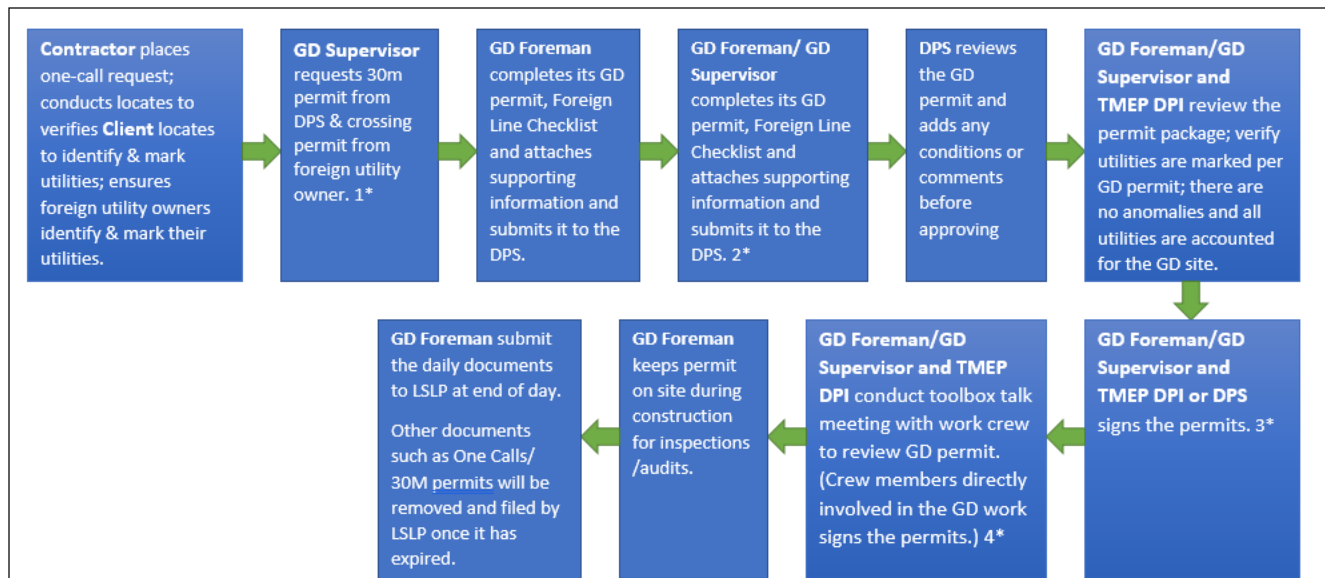 Contractor places
one-call request;
conducts locates to
verifies Client locates
to identify & mark
utilities; ensures
foreign utility owners
identify & mark their
utilities.
GD Supervisor
requests 30m
permit from
DPS & crossing
permit from
foreign utility
owner. 1*
GD Foreman
completes its GD
permit, Foreign
Line Checklist
and attaches
supporting
information and
submits it to the
DPS.
GD Foreman/ GD
Supervisor
completes its GD
permit, Foreign Line
Checklist and
attaches supporting
information and
submits it to the
DPS. 2*
DPS reviews
the GD
permit and
adds any
conditions or
comments
before
approving
GD Foreman/GD
Supervisor and
TMEP DPI review the
permit package; verify
utilities are marked per
GD permit; there are
no anomalies and all
utilities are accounted
for the GD site.
GD Foreman/GD
Supervisor and
TMEP DPI or DPS
signs the permits. 3*
GD Foreman/GD
Supervisor and TMEP
DPI conduct toolbox talk
meeting with work crew
to review GD permit.
(Crew members directly
involved in the GD work
signs the permits.) 4*
GD Foreman
keeps permit
on site during
construction
for inspections
/audits.
GD Foreman submit
the daily documents
to LSLP at end of day.
Other documents
such as One Calls/
30M permits will be
removed and filed by
LSLP once it has
expired.